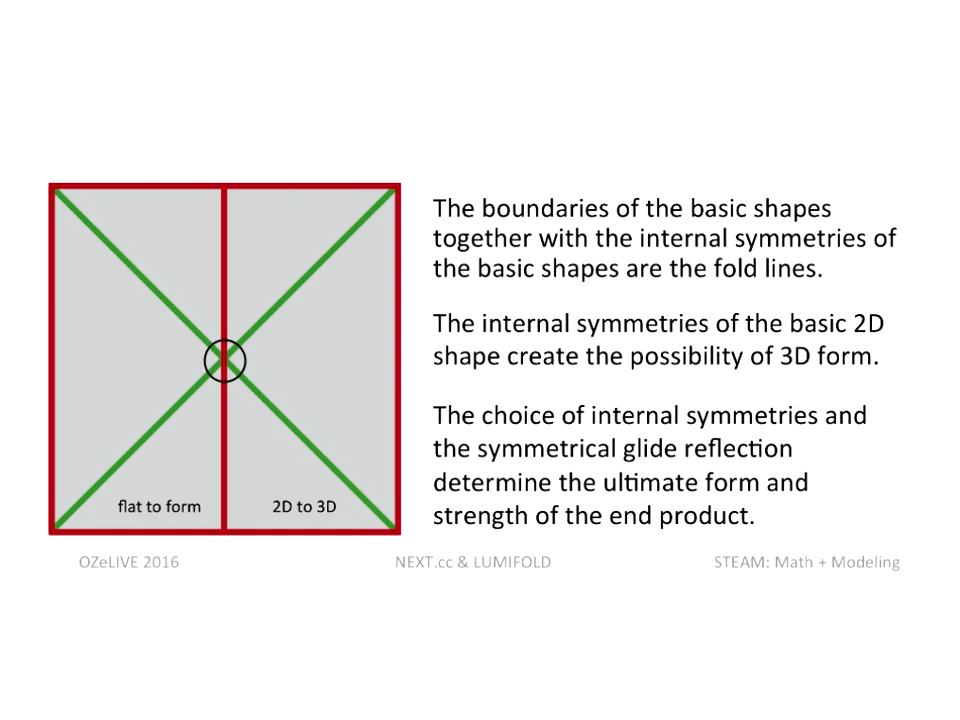 The boundaries of the basic shapes
together with the internal symmetries of
the basic shapes are the fold lines.
The internal symmetries of the basic 2D
shape create the possibility of 3D form.
The choice of internal symmetries and
the symmetrical glide reflection
determine the ultimate form and
strength of the end product.
flat to form
2D to 3D
OZeLIVE 2016
NEXT.cc & LUMIFOLD
STEAM: Math + Modeling